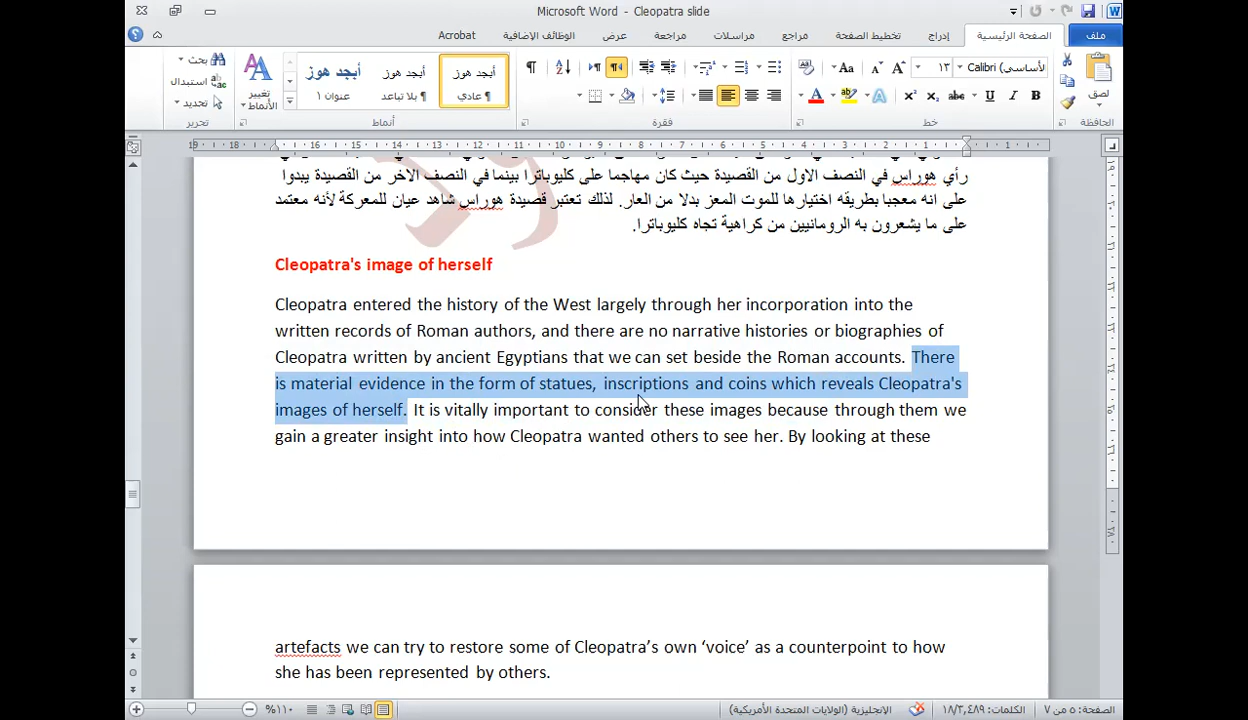 Microsoft Word - Cleopatra slide
ملف
الصفحة الرئيسية
إدراج
تخطيط الصفحة
مراجع
مراسلات
مراجعة
عرض
الوظائف الإضافية
Acrobat
لصق
الحافظة
Calibri (الأساسي)
١٣
خط
فقرة
أبجد هوز
عادي
أبجد هوز
بلا تباعد
أبجد هوز
عنوان ١
تغيير الأنماط
أنماط
بحث
استبدال
تحديد
تحرير
رأي هوراس في النصف الاول من القصيدة حيث كان مهاجما على كليوباترا بينما في النصف الاخر من القصيدة يبدوا
على انه معجبا بطريقه اختيارها للموت المعز بدلا من العار. لذلك تعتبر قصيدة هوراس شاهد عيان للمعركة لأنه معتمد
على ما يشعرون به الرومانيين من كراهية تجاه كليوباترا.
Cleopatra's image of herself
Cleopatra entered the history of the West largely through her incorporation into the
written records of Roman authors, and there are no narrative histories or biographies of
Cleopatra written by ancient Egyptians that we can set beside the Roman accounts. There
is material evidence in the form of statues, inscriptions and coins which reveals Cleopatra's
images of herself. It is vitally important to consider these images because through them we
gain a greater insight into how Cleopatra wanted others to see her. By looking at these
artefacts we can try to restore some of Cleopatra’s own ‘voice’ as a counterpoint to how
she has been represented by others.
الصفحة: ٥ من ٧
الكلمات: ١٨/٣,٤٨٩
الإنجليزية (الولايات المتحدة الأمريكية)
%١١٠